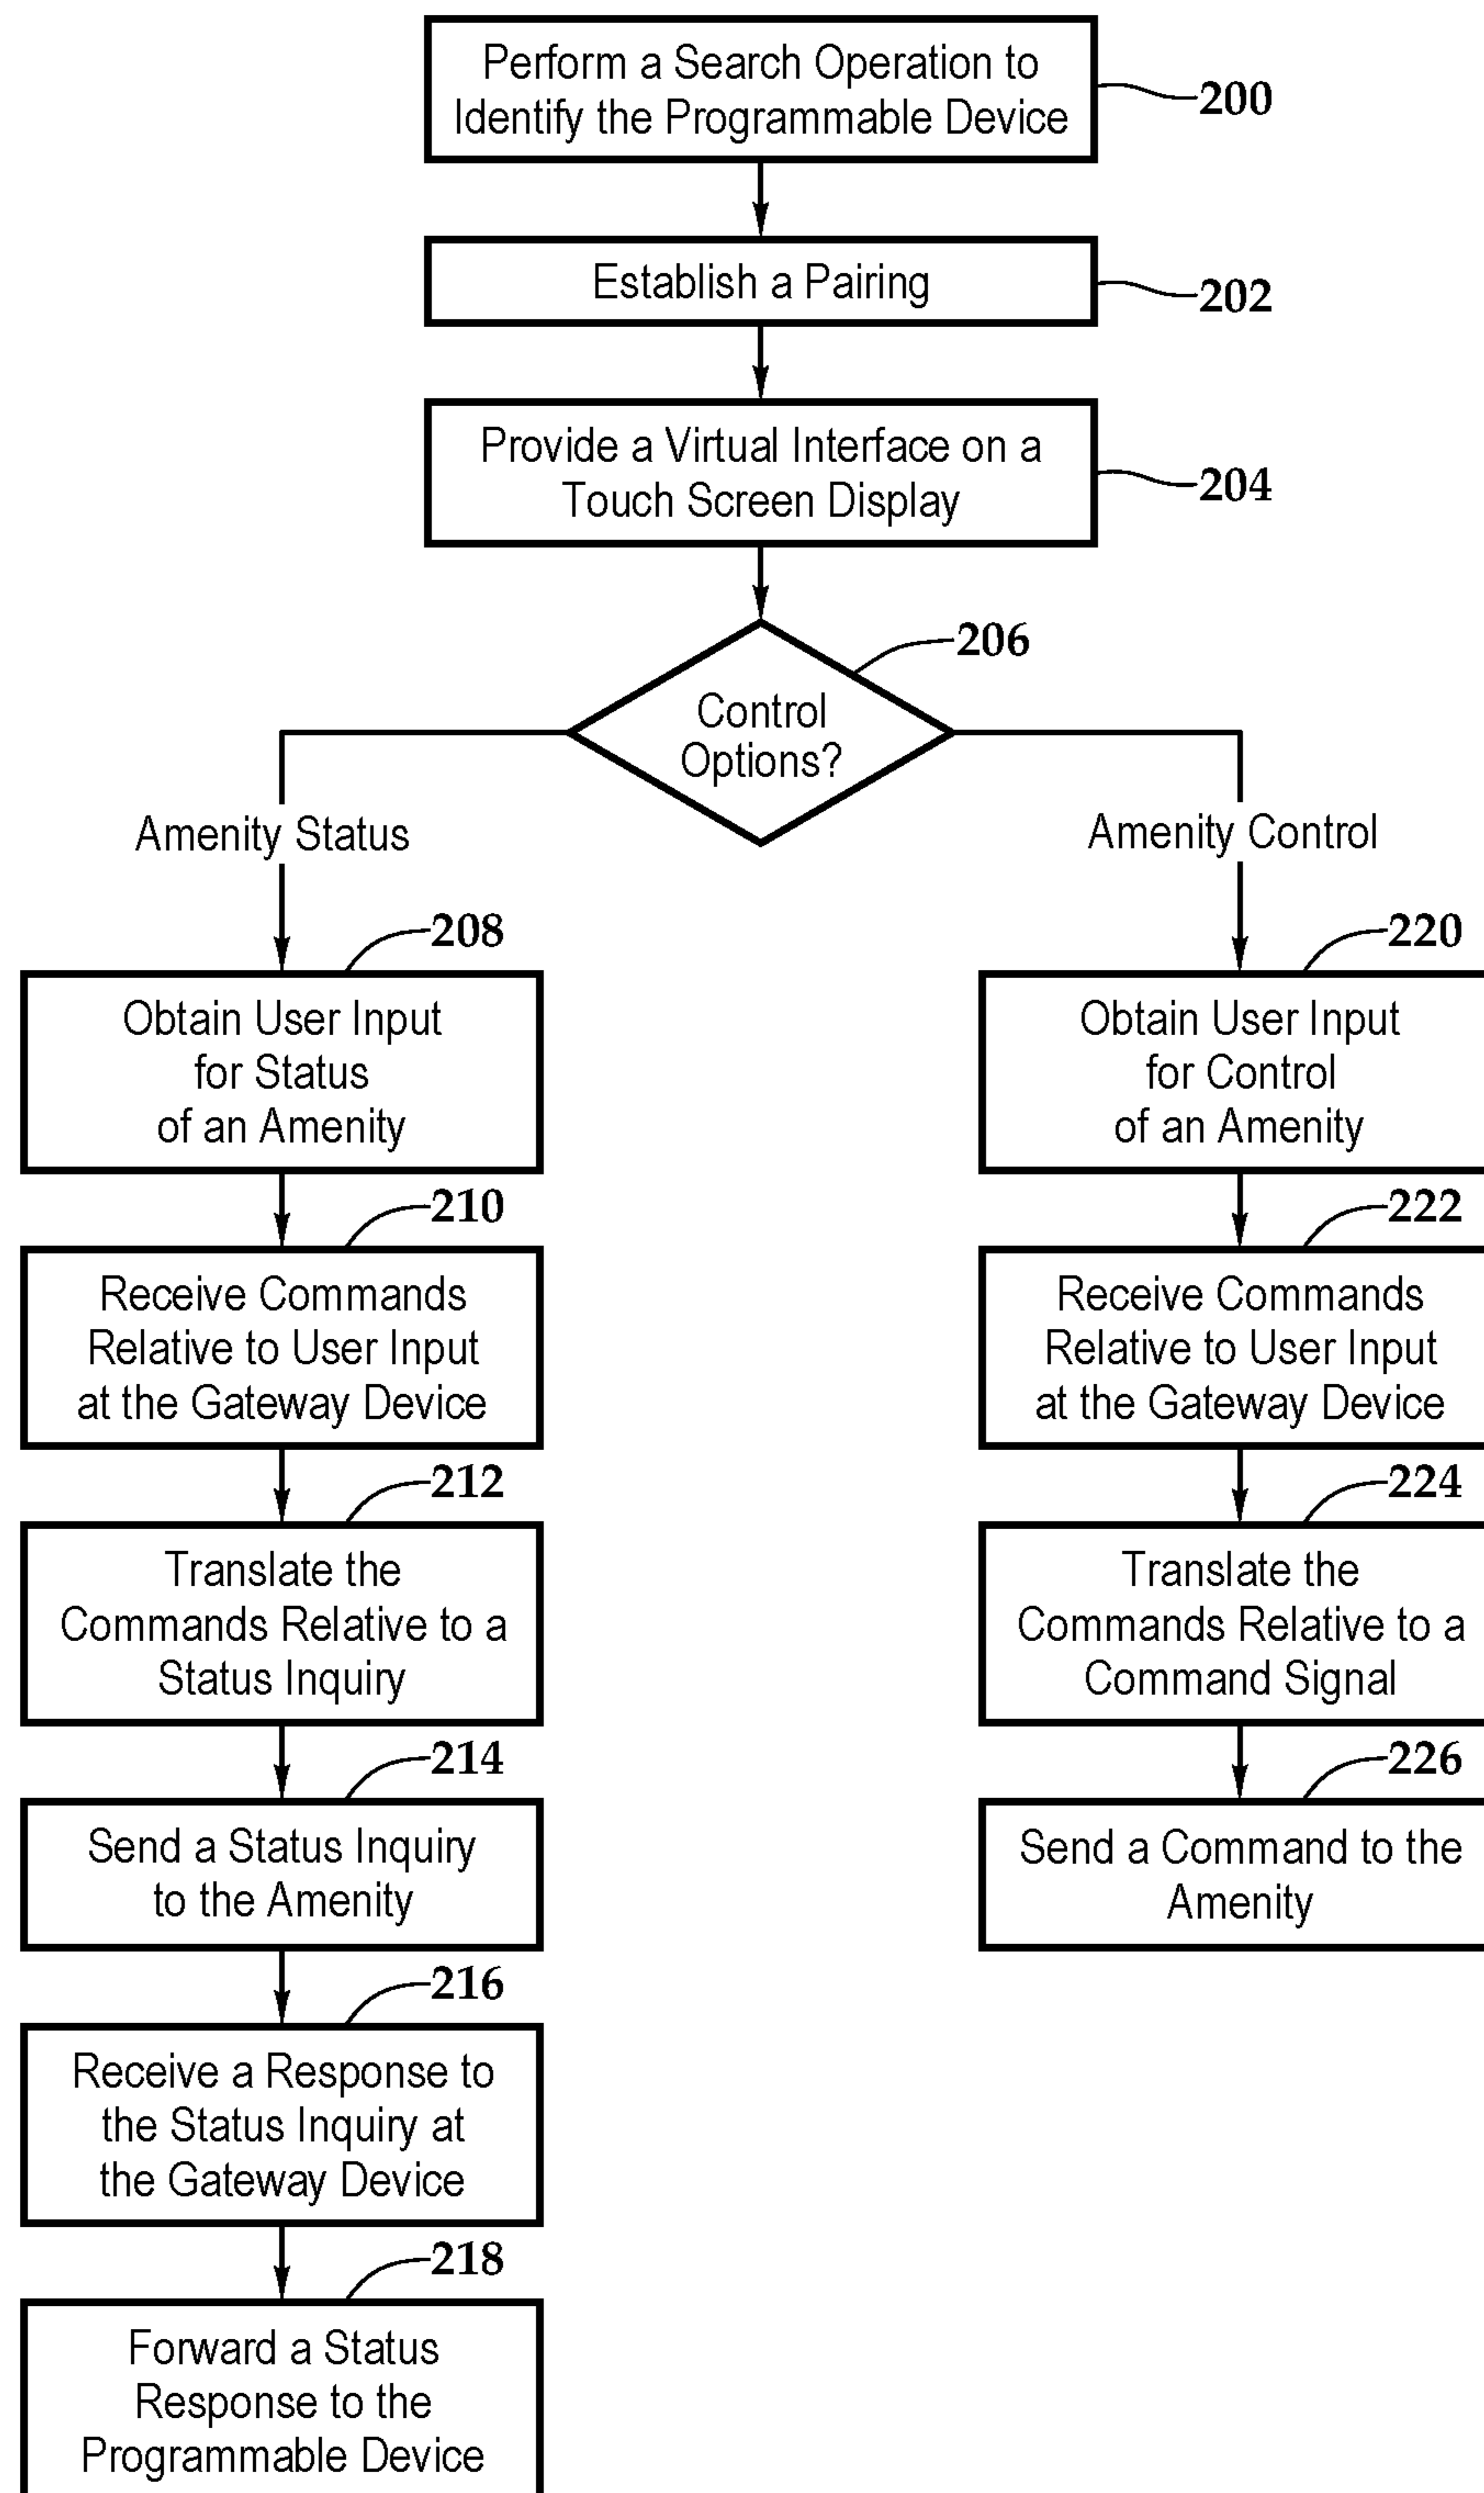 Perform a Search Operation to
Identify the Programmable Device
200
Establish a Pairing
202
Provide a Virtual Interface on a
Touch Screen Display
204
206
Control
Options?
Amenity Status
208
Obtain User Input
for Status
of an Amenity
210
Receive Commands
Relative to User Input
at the Gateway Device
212
Translate the
Commands Relative to a
Status Inquiry
214
Send a Status Inquiry
to the Amenity
216
Receive a Response to
the Status Inquiry at
the Gateway Device
218
Forward a Status
Response to the
Programmable Device
Amenity Control
220
Obtain User Input
for Control
of an Amenity
222
Receive Commands
Relative to User Input
at the Gateway Device
224
Translate the
Commands Relative to a
Command Signal
226
Send a Command to the
Amenity